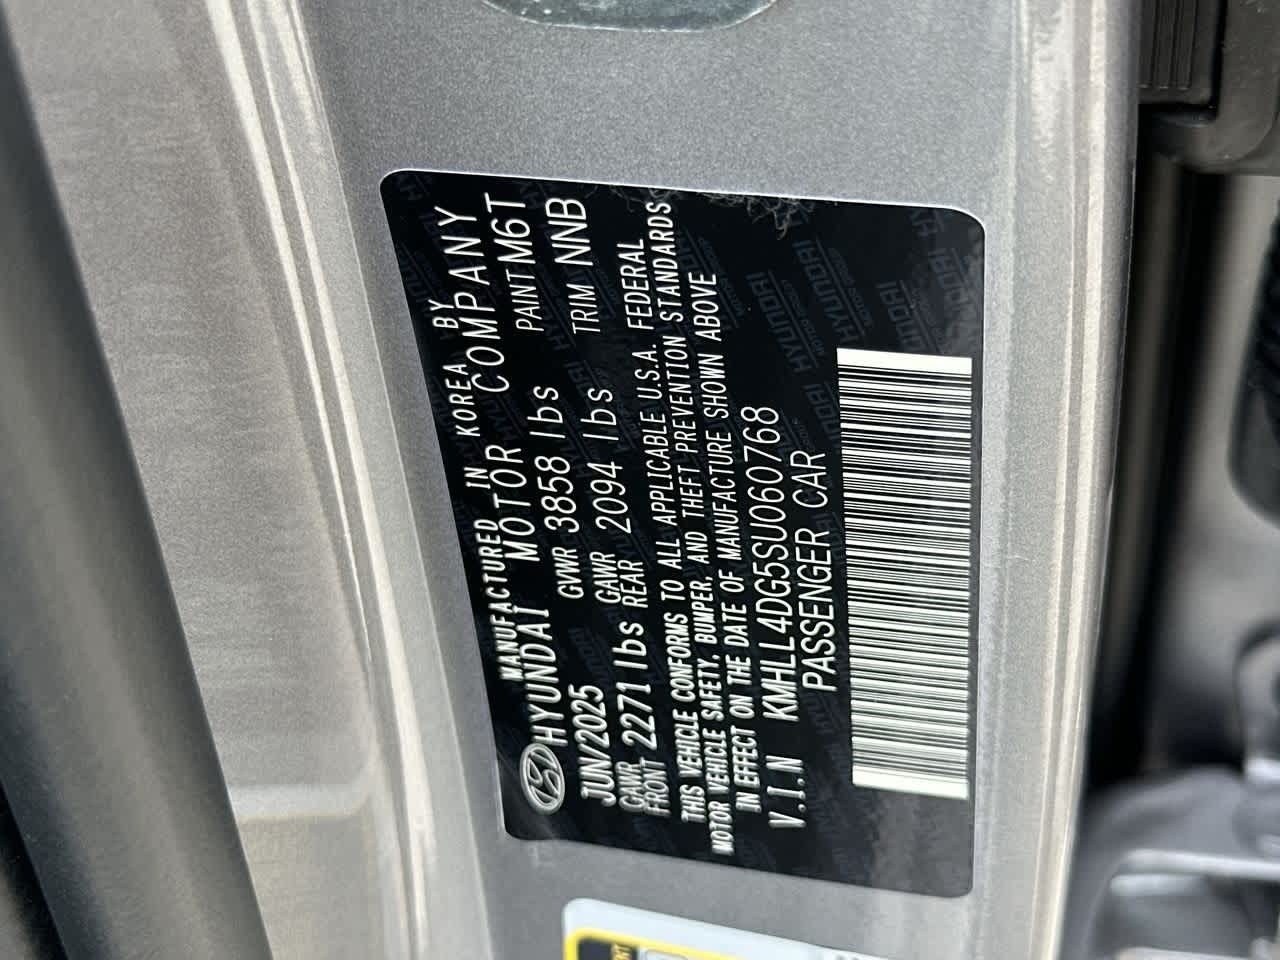 MANUFACTURED IN KOREA BY
HYUNDAI MOTOR COMPANY
JUN/2025 GVWR 3858 lbs PAINT M6T
GAWR FRONT 2271 lbs GAWR REAR 2094 lbs TRIM NNB
THIS VEHICLE CONFORMS TO ALL APPLICABLE U.S.A. FEDERAL
MOTOR VEHICLE SAFETY, BUMPER, AND THEFT PREVENTION STANDARDS
IN EFFECT ON THE DATE OF MANUFACTURE SHOWN ABOVE
V.I.N KMHLL4DG5SU060768
PASSENGER CAR